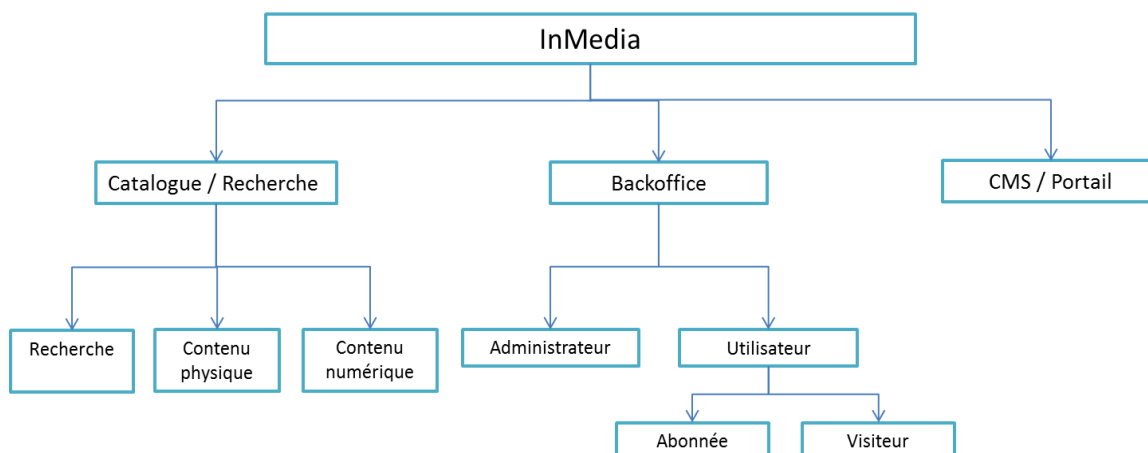 InMedia
Catalogue / Recherche
Backoffice
CMS / Portail
Recherche
Contenu
physique
Contenu
numérique
Administrateur
Utilisateur
Abonnée
Visiteur